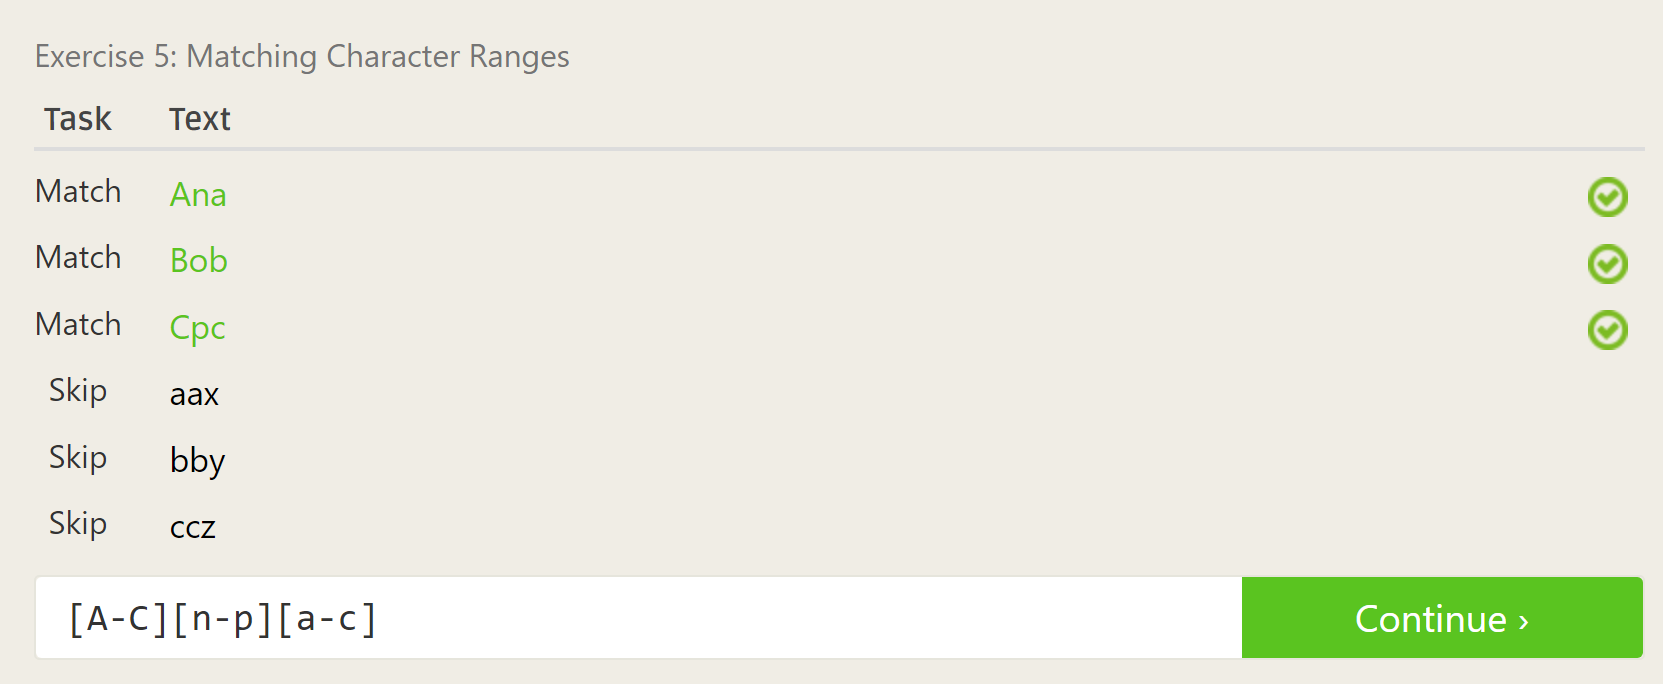 Exercise 5: Matching Character Ranges
Task Text
Match Ana
Match Bob
Match Cpc
Skip aax
Skip bby
Skip ccz
[A-C][n-p][a-c] Continue ›